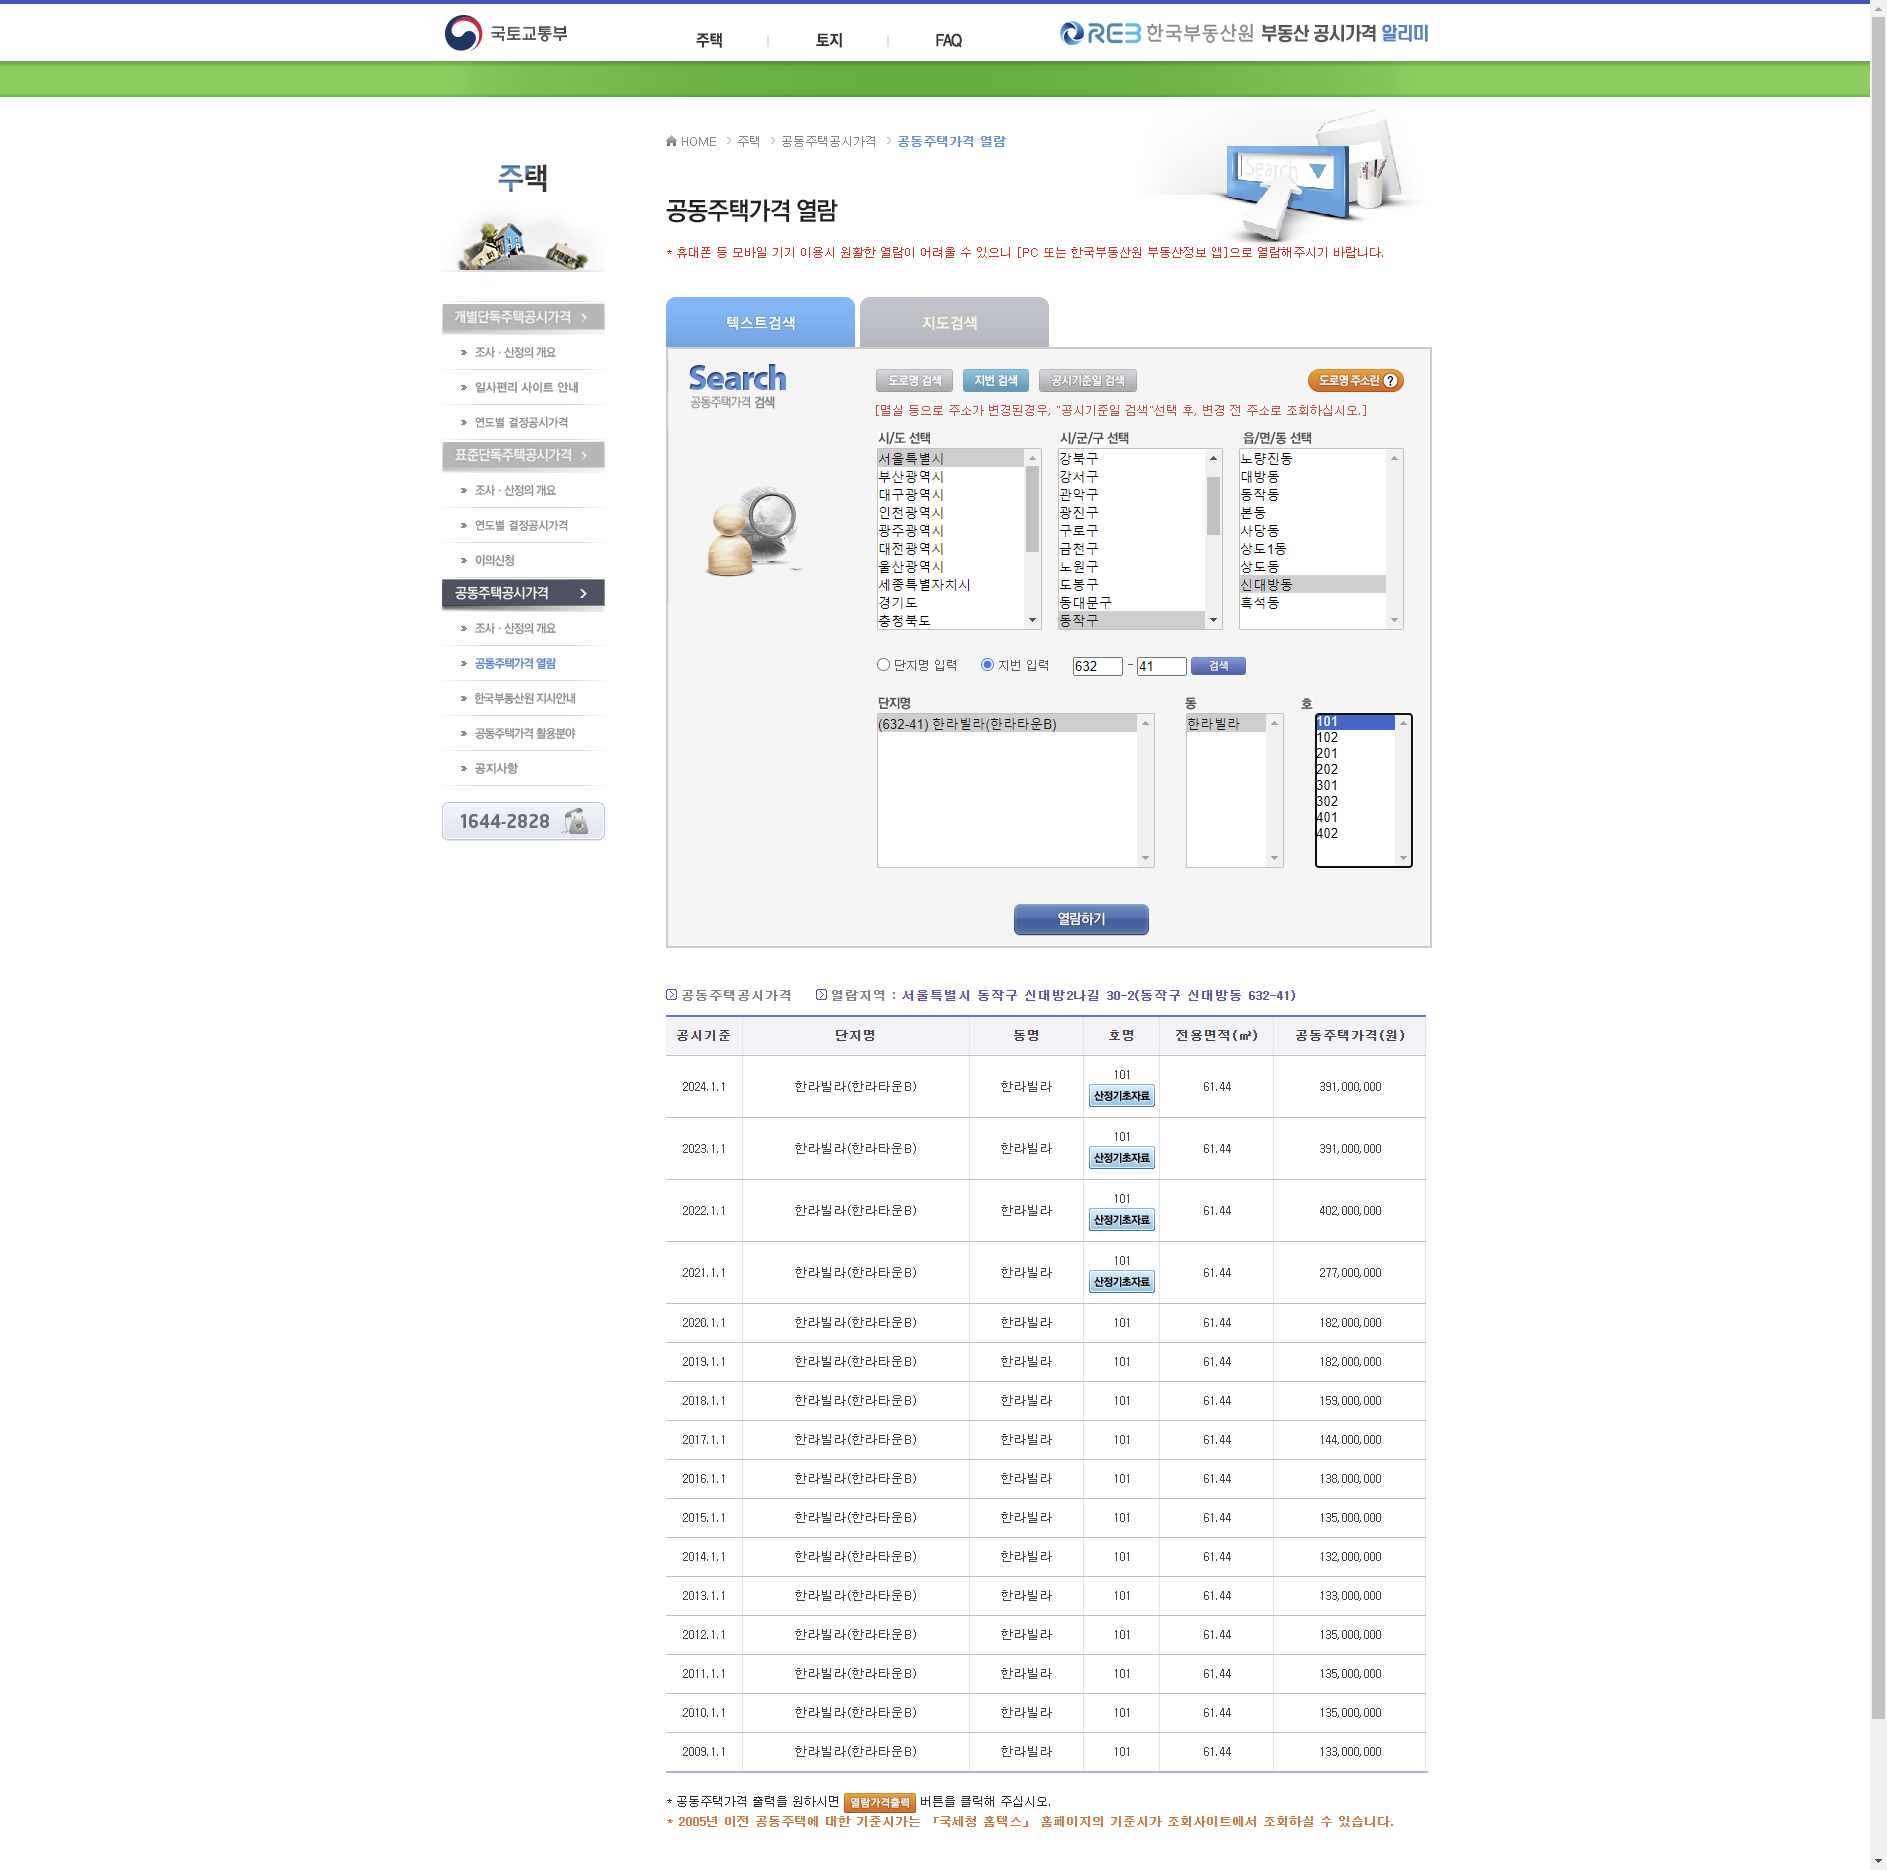 국토교통부
주택
토지
FAQ
REB 한국부동산원 부동산 공시가격 알리미
HOME 주택 공동주택공시가격 공동주택가격 열람
주택
공동주택가격 열람
* 휴대폰 등 모바일 기기 이용시 원활한 열람이 어려울 수 있으니 [PC 또는 한국부동산원 부동산정보 앱]으로 열람해주시기 바랍니다.
개별단독주택공시가격
조사 · 산정의 개요
일사편리 사이트 안내
연도별 결정공시가격
표준단독주택공시가격
조사 · 산정의 개요
연도별 결정공시가격
이의신청
공동주택공시가격
조사 · 산정의 개요
공동주택가격 열람
한국부동산원 지사안내
공동주택가격 활용분야
공지사항
1644-2828
Search
텍스트검색
지도검색
Search
공동주택가격 검색
도로명 검색 지번 검색 공시기준일 검색 도로명 주소란 ?
[멸실 등으로 주소가 변경된경우, "공시기준일 검색"선택 후, 변경 전 주소로 조회하십시오.]
시/도 선택
서울특별시
부산광역시
대구광역시
인천광역시
광주광역시
대전광역시
울산광역시
세종특별자치시
경기도
충청북도
시/군/구 선택
강북구
강서구
관악구
광진구
구로구
금천구
노원구
도봉구
동대문구
동작구
읍/면/동 선택
노량진동
대방동
동작동
본동
사당동
상도1동
상도동
신대방동
흑석동
단지명 입력 지번 입력 632 - 41 검색
단지명
(632-41) 한라빌라(한라타운B)
동
한라빌라
호
101
102
201
202
301
302
401
402
열람하기
공동주택공시가격 열람지역 : 서울특별시 동작구 신대방2나길 30-2(동작구 신대방동 632-41)
공시기준 단지명 동명 호명 전용면적(㎡) 공동주택가격(원)
2024.1.1 한라빌라(한라타운B) 한라빌라 101 산정기초자료 61.44 391,000,000
2023.1.1 한라빌라(한라타운B) 한라빌라 101 산정기초자료 61.44 391,000,000
2022.1.1 한라빌라(한라타운B) 한라빌라 101 산정기초자료 61.44 402,000,000
2021.1.1 한라빌라(한라타운B) 한라빌라 101 산정기초자료 61.44 277,000,000
2020.1.1 한라빌라(한라타운B) 한라빌라 101 61.44 182,000,000
2019.1.1 한라빌라(한라타운B) 한라빌라 101 61.44 182,000,000
2018.1.1 한라빌라(한라타운B) 한라빌라 101 61.44 159,000,000
2017.1.1 한라빌라(한라타운B) 한라빌라 101 61.44 144,000,000
2016.1.1 한라빌라(한라타운B) 한라빌라 101 61.44 138,000,000
2015.1.1 한라빌라(한라타운B) 한라빌라 101 61.44 135,000,000
2014.1.1 한라빌라(한라타운B) 한라빌라 101 61.44 132,000,000
2013.1.1 한라빌라(한라타운B) 한라빌라 101 61.44 133,000,000
2012.1.1 한라빌라(한라타운B) 한라빌라 101 61.44 135,000,000
2011.1.1 한라빌라(한라타운B) 한라빌라 101 61.44 135,000,000
2010.1.1 한라빌라(한라타운B) 한라빌라 101 61.44 135,000,000
2009.1.1 한라빌라(한라타운B) 한라빌라 101 61.44 133,000,000
* 공동주택가격 출력을 원하시면 열람가격출력 버튼을 클릭해 주십시오.
* 2005년 이전 공동주택에 대한 기준시가는 「국세청 홈텍스」 홈페이지의 기준시가 조회사이트에서 조회하실 수 있습니다.